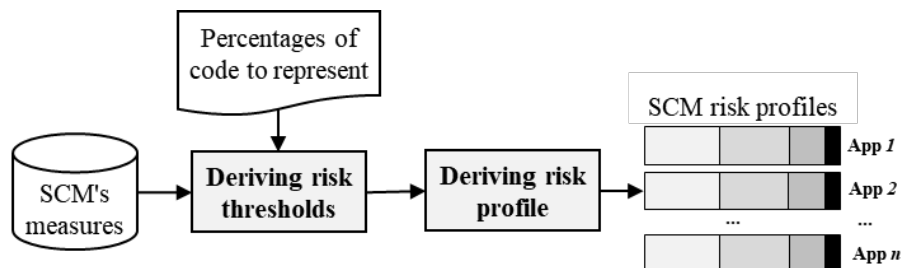 Percentages of
code to represent
SCM's
measures
Deriving risk
thresholds
Deriving risk
profile
SCM risk profiles
App 1
App 2
... ...
App n